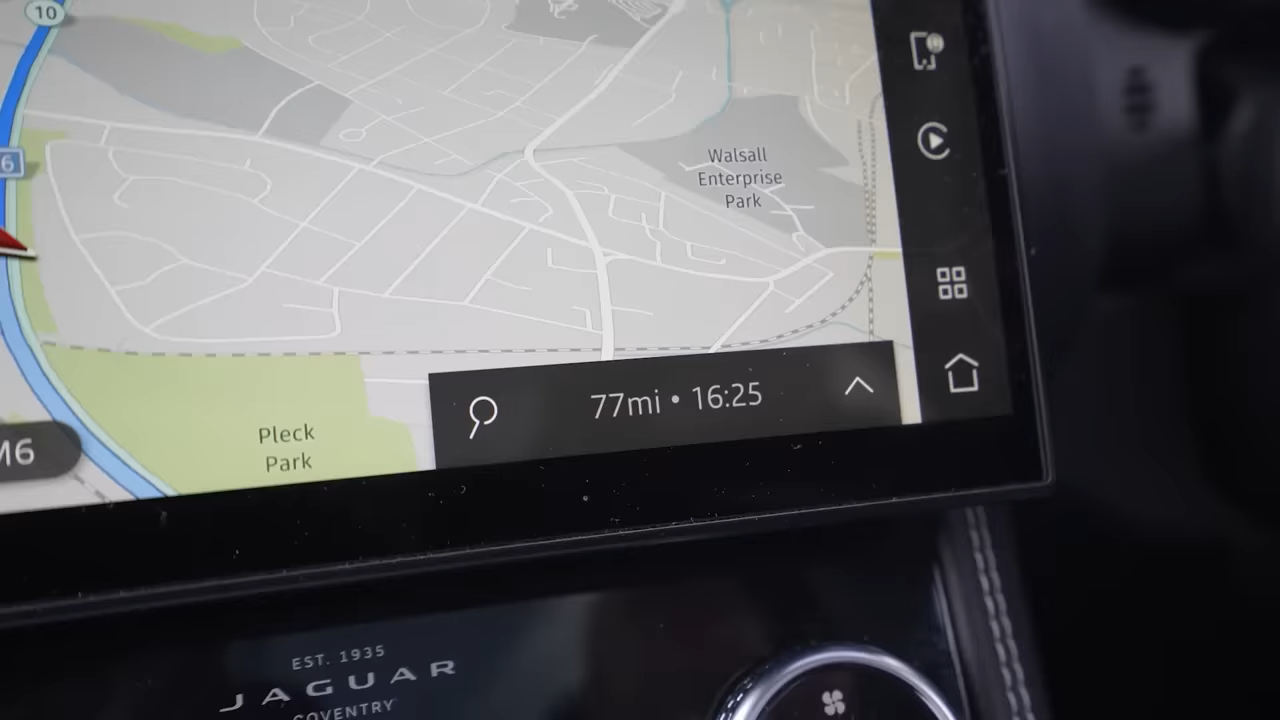 10
6
Walsall
Enterprise
Park
77mi • 16:25
Pleck
Park
M6
EST. 1935
JAGUAR
COVENTRY